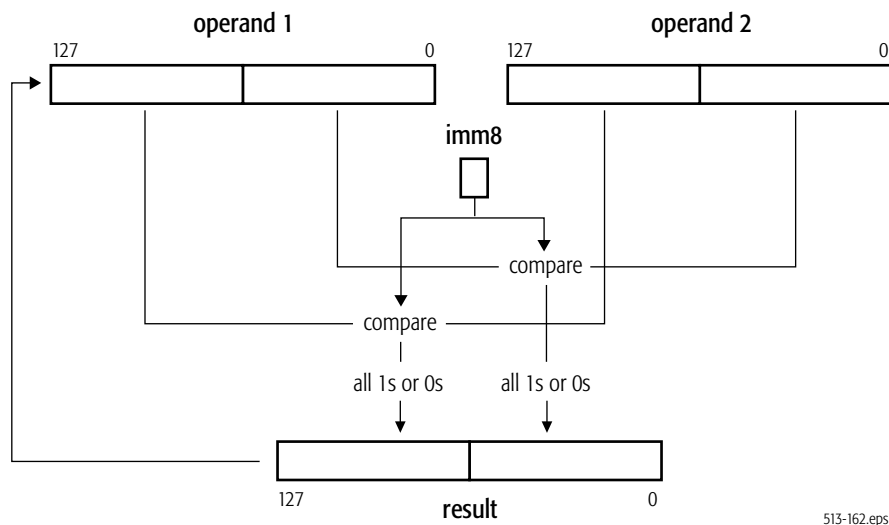 operand 1 operand 2
127 0 127 0
imm8
compare
compare
all 1s or 0s all 1s or 0s
127 0
result
513-162.eps